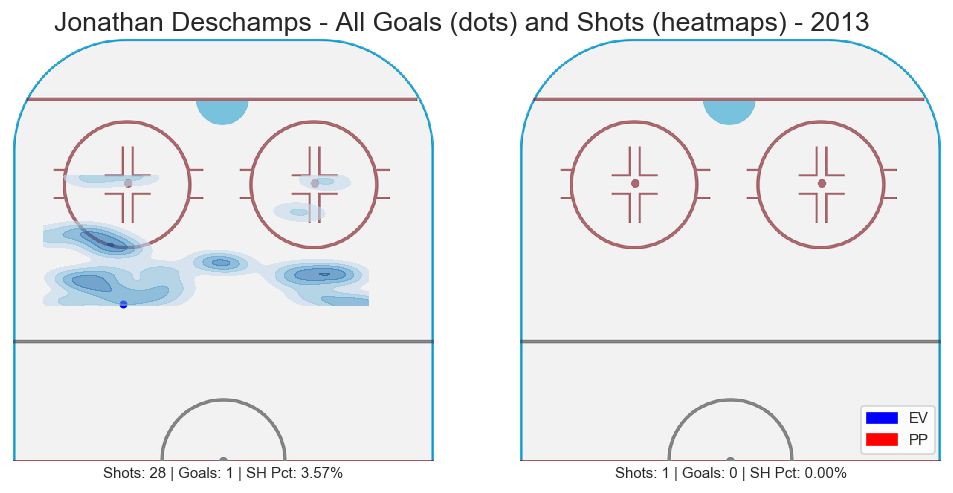 Jonathan Deschamps - All Goals (dots) and Shots (heatmaps) - 2013
EV
PP
Shots: 28 | Goals: 1 | SH Pct: 3.57%
Shots: 1 | Goals: 0 | SH Pct: 0.00%